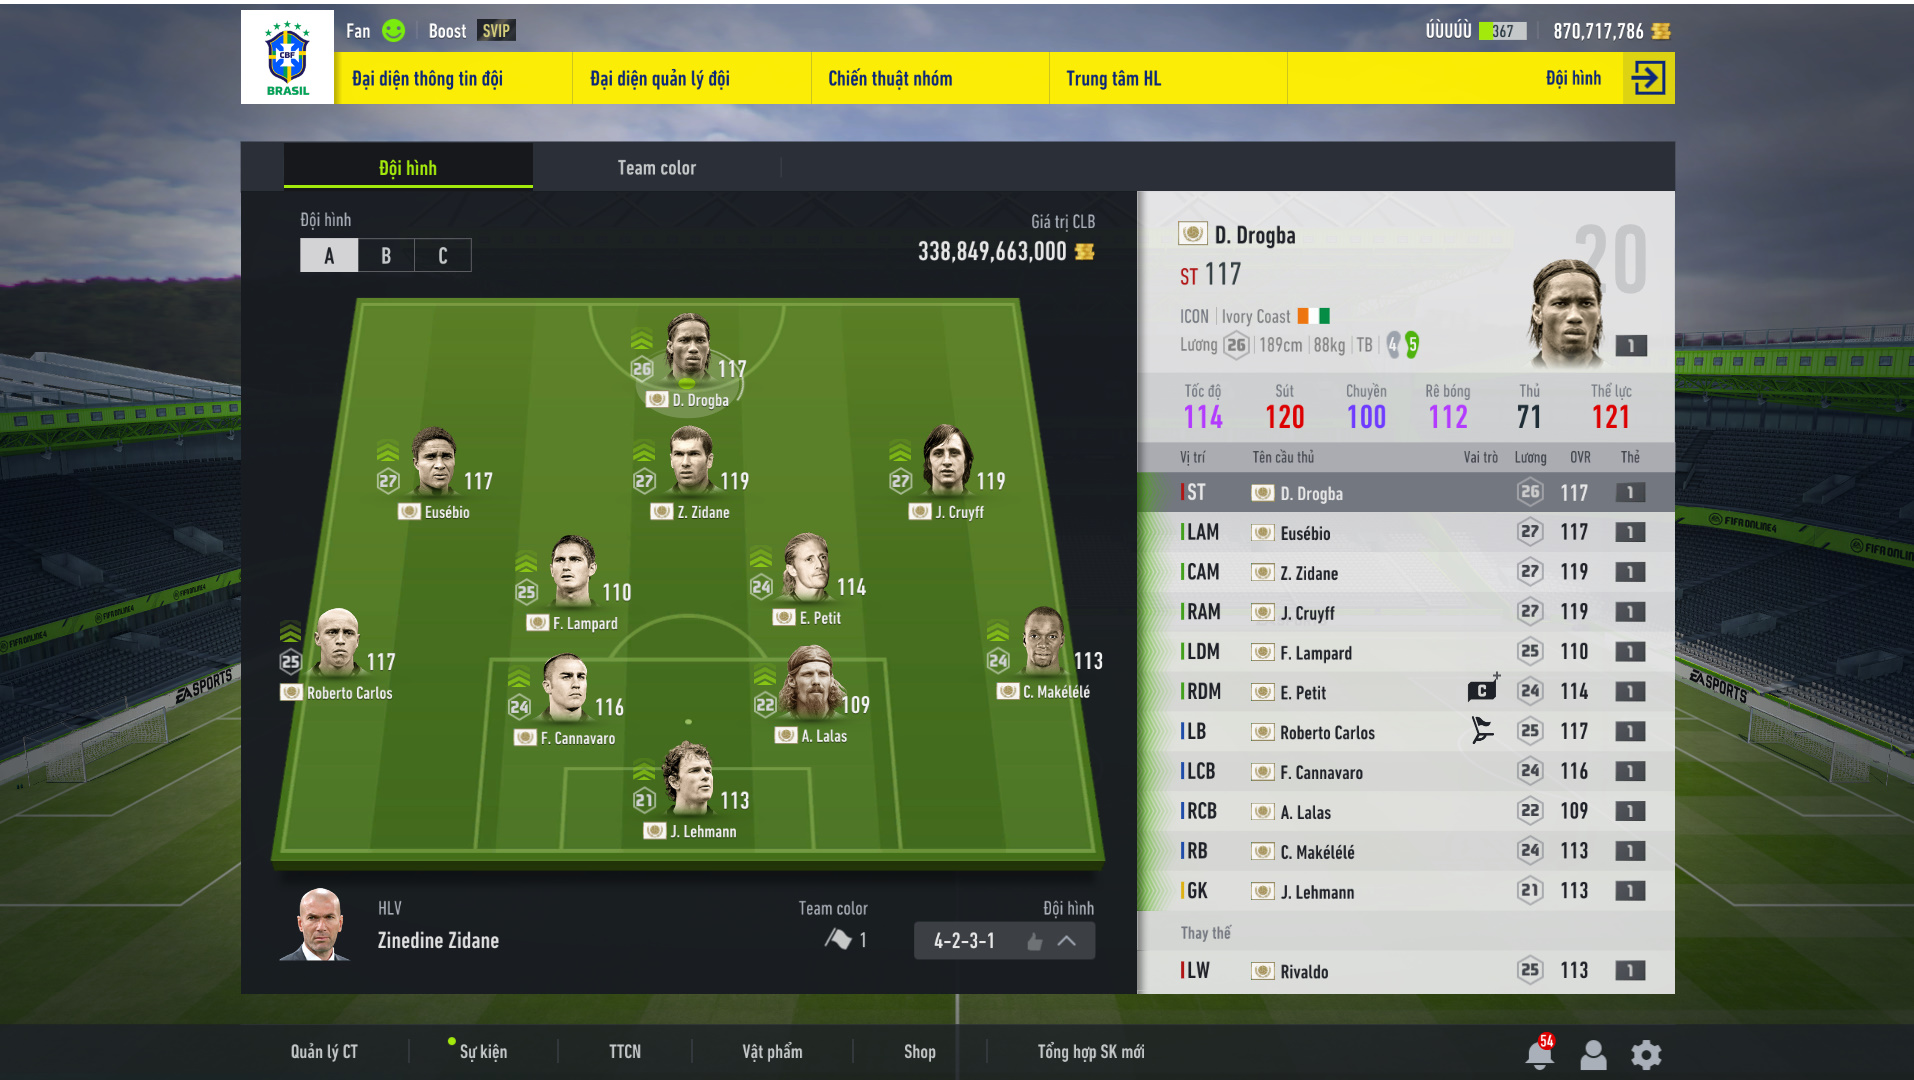 Fan Boost SVIP
ÚÙUÚÙ 367 870,717,786
CBF
BRASIL
Đại diện thông tin đội Đại diện quản lý đội Chiến thuật nhóm Trung tâm HL Đội hình
Đội hình Team color
Đội hình
A B C
Giá trị CLB
338,849,663,000
26 117
D. Drogba
27 117
Eusébio
27 119
Z. Zidane
27 119
J. Cruyff
25 110
F. Lampard
24 114
E. Petit
25 117
Roberto Carlos
24 116
F. Cannavaro
22 109
A. Lalas
24 113
C. Makélélé
21 113
J. Lehmann
HLV
Zinedine Zidane
Team color
1
Đội hình
4-2-3-1
D. Drogba
20
ST 117
ICON Ivory Coast
Lương 26 189cm 88kg TB 4 5
1
Tốc độ Sút Chuyền Rê bóng Thủ Thể lực
114 120 100 112 71 121
Vị trí Tên cầu thủ Vai trò Lương OVR Thẻ
ST D. Drogba 26 117 1
LAM Eusébio 27 117 1
CAM Z. Zidane 27 119 1
RAM J. Cruyff 27 119 1
LDM F. Lampard 25 110 1
RDM E. Petit C 24 114 1
LB Roberto Carlos 25 117 1
LCB F. Cannavaro 24 116 1
RCB A. Lalas 22 109 1
RB C. Makélélé 24 113 1
GK J. Lehmann 21 113 1
Thay thế
LW Rivaldo 25 113 1
EA SPORTS
EA SPORTS
FIFA ONLINE 4
Quản lý CT Sự kiện TTCN Vật phẩm Shop Tổng hợp SK mới
54